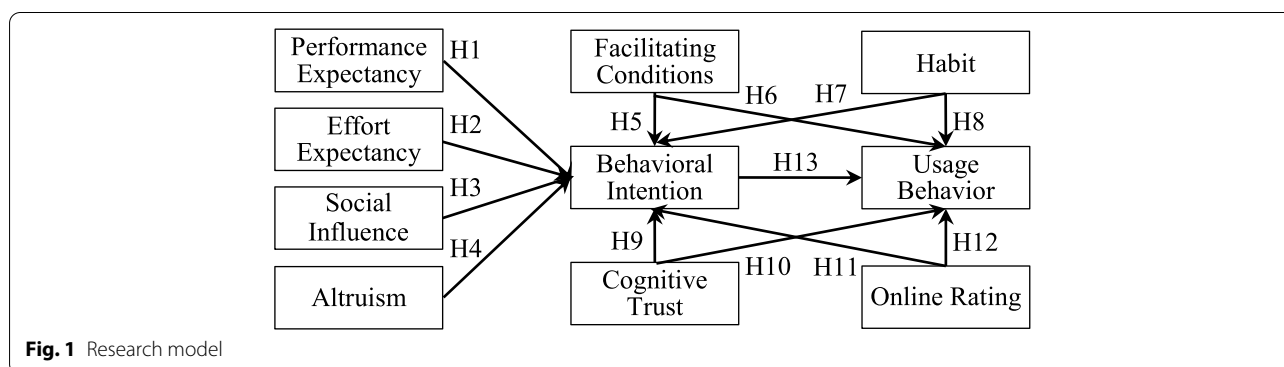 Performance
Expectancy
H1
Effort
Expectancy
H2
Social
Influence
H3
Altruism
H4
Facilitating
Conditions
Habit
H5
H6
H7
H8
Behavioral
Intention
H13
Usage
Behavior
H9
H10
H11
H12
Cognitive
Trust
Online Rating
Fig. 1 Research model